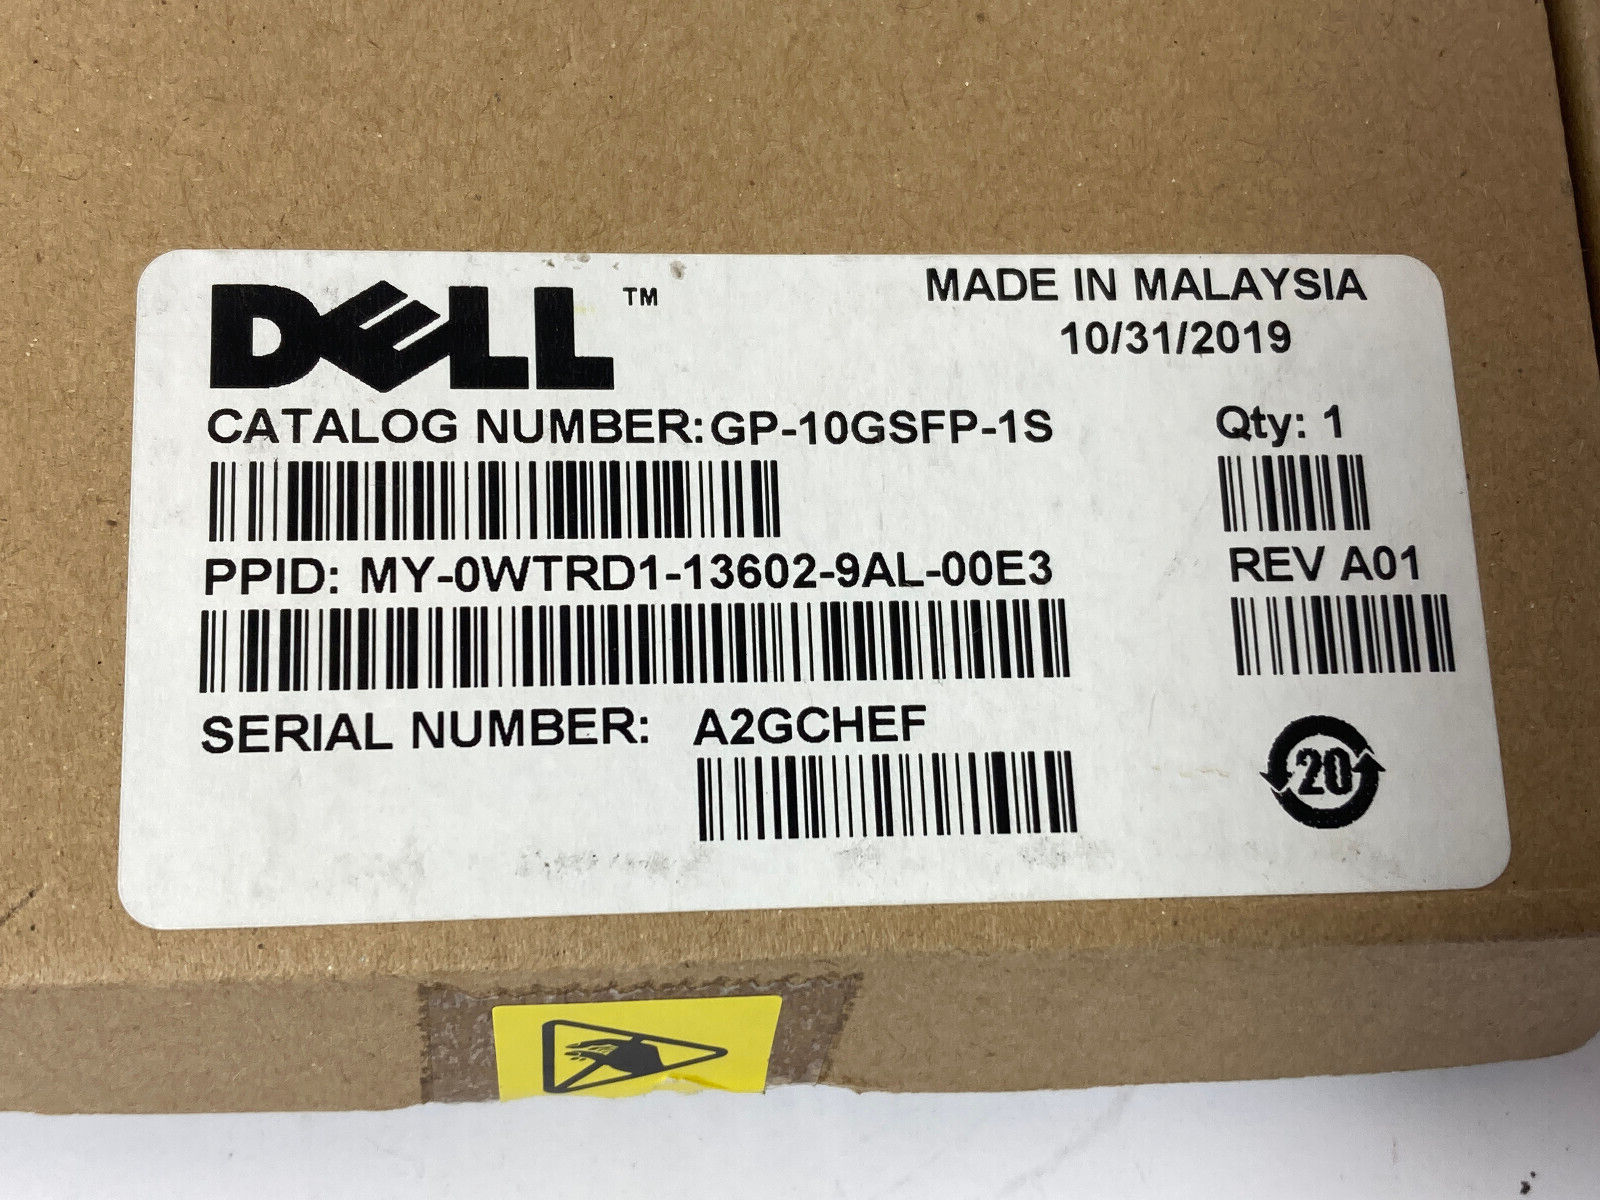 DELL™
MADE IN MALAYSIA
10/31/2019
CATALOG NUMBER:GP-10GSFP-1S
Qty: 1
PPID: MY-0WTRD1-13602-9AL-00E3
REV A01
SERIAL NUMBER: A2GCHEF
20